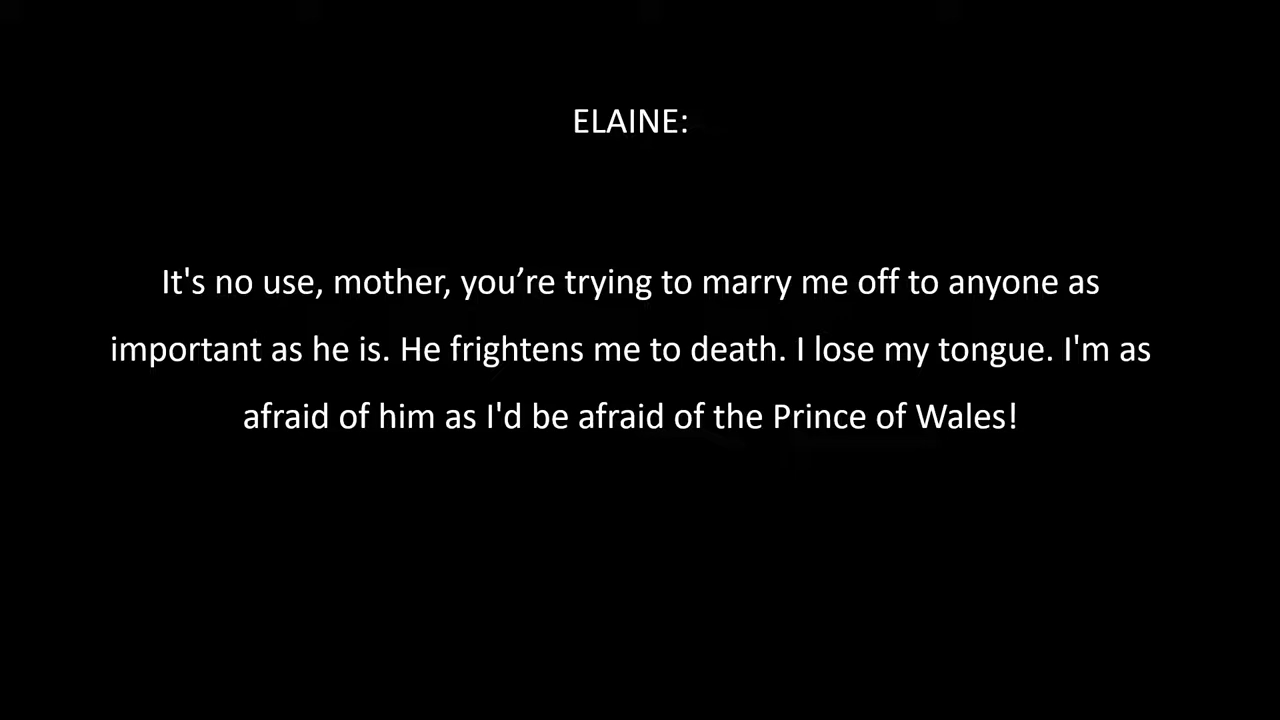 ELAINE:
It's no use, mother, you’re trying to marry me off to anyone as
important as he is. He frightens me to death. I lose my tongue. I'm as
afraid of him as I'd be afraid of the Prince of Wales!